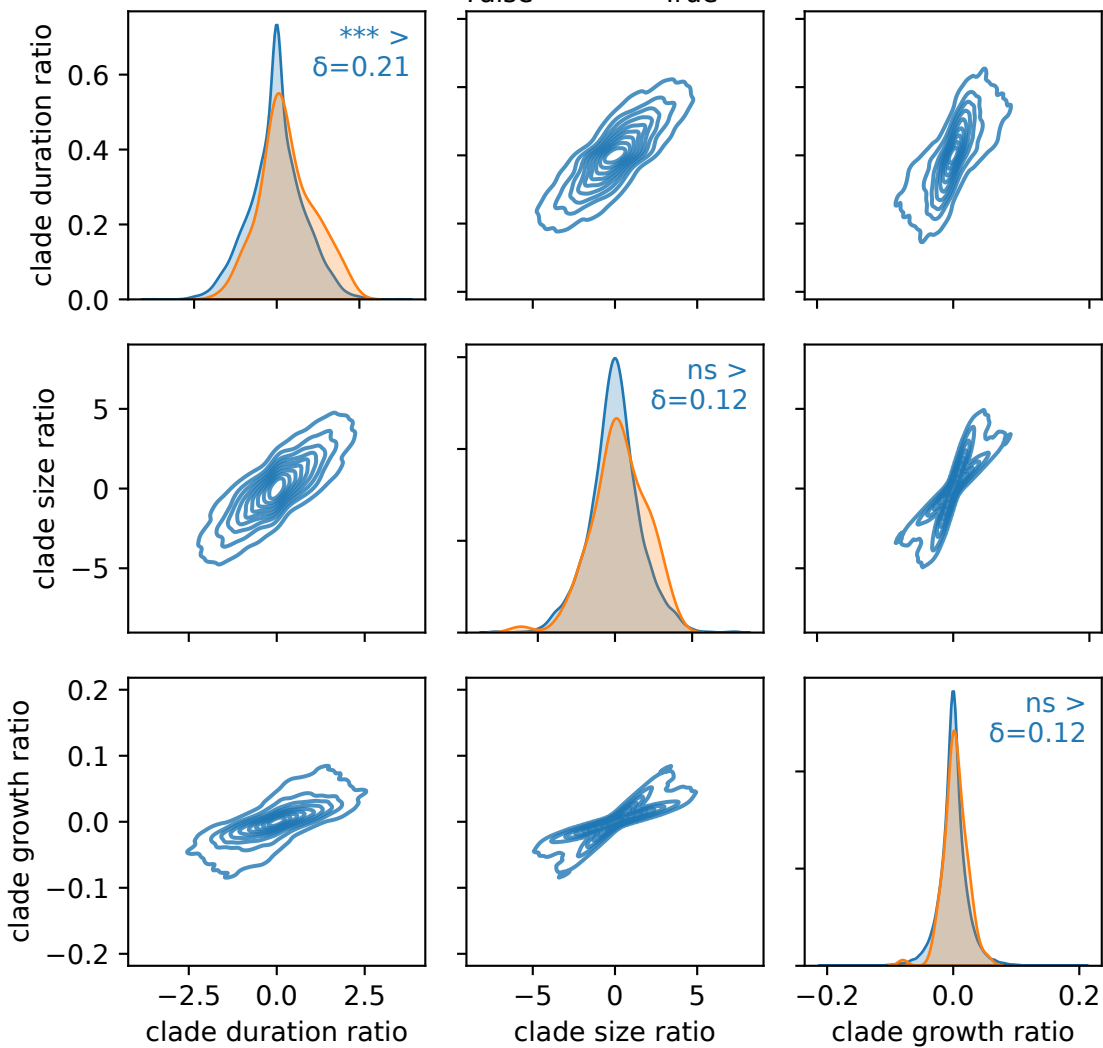 False True
clade duration ratio
0.6
0.4
0.2
0.0
*** >
δ=0.21
clade size ratio
5
0
−5
ns >
δ=0.12
clade growth ratio
0.2
0.1
0.0
−0.1
−0.2
ns >
δ=0.12
−2.5 0.0 2.5
−5 0 5
−0.2 0.0 0.2
clade duration ratio
clade size ratio
clade growth ratio